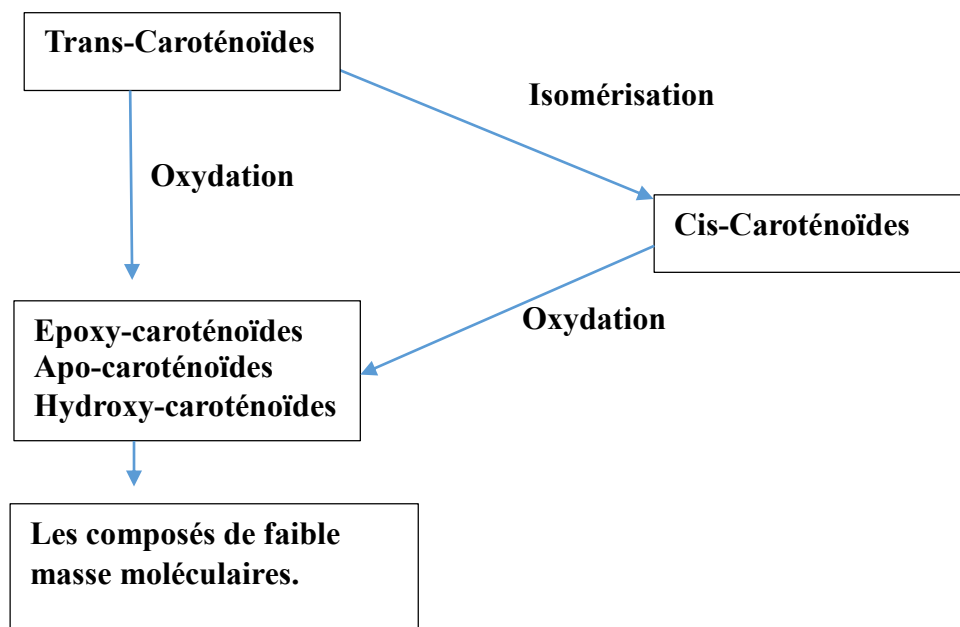 Trans-Caroténoïdes
Isomérisation
Oxydation
Cis-Caroténoïdes
Oxydation
Epoxy-caroténoïdes
Apo-caroténoïdes
Hydroxy-caroténoïdes
Les composés de faible
masse moléculaires.